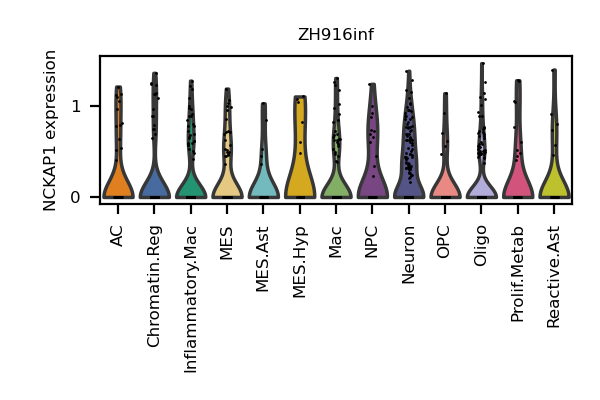 ZH916inf
NCKAP1 expression
1
0
AC
Chromatin.Reg
Inflammatory.Mac
MES
MES.Ast
MES.Hyp
Mac
NPC
Neuron
OPC
Oligo
Prolif.Metab
Reactive.Ast